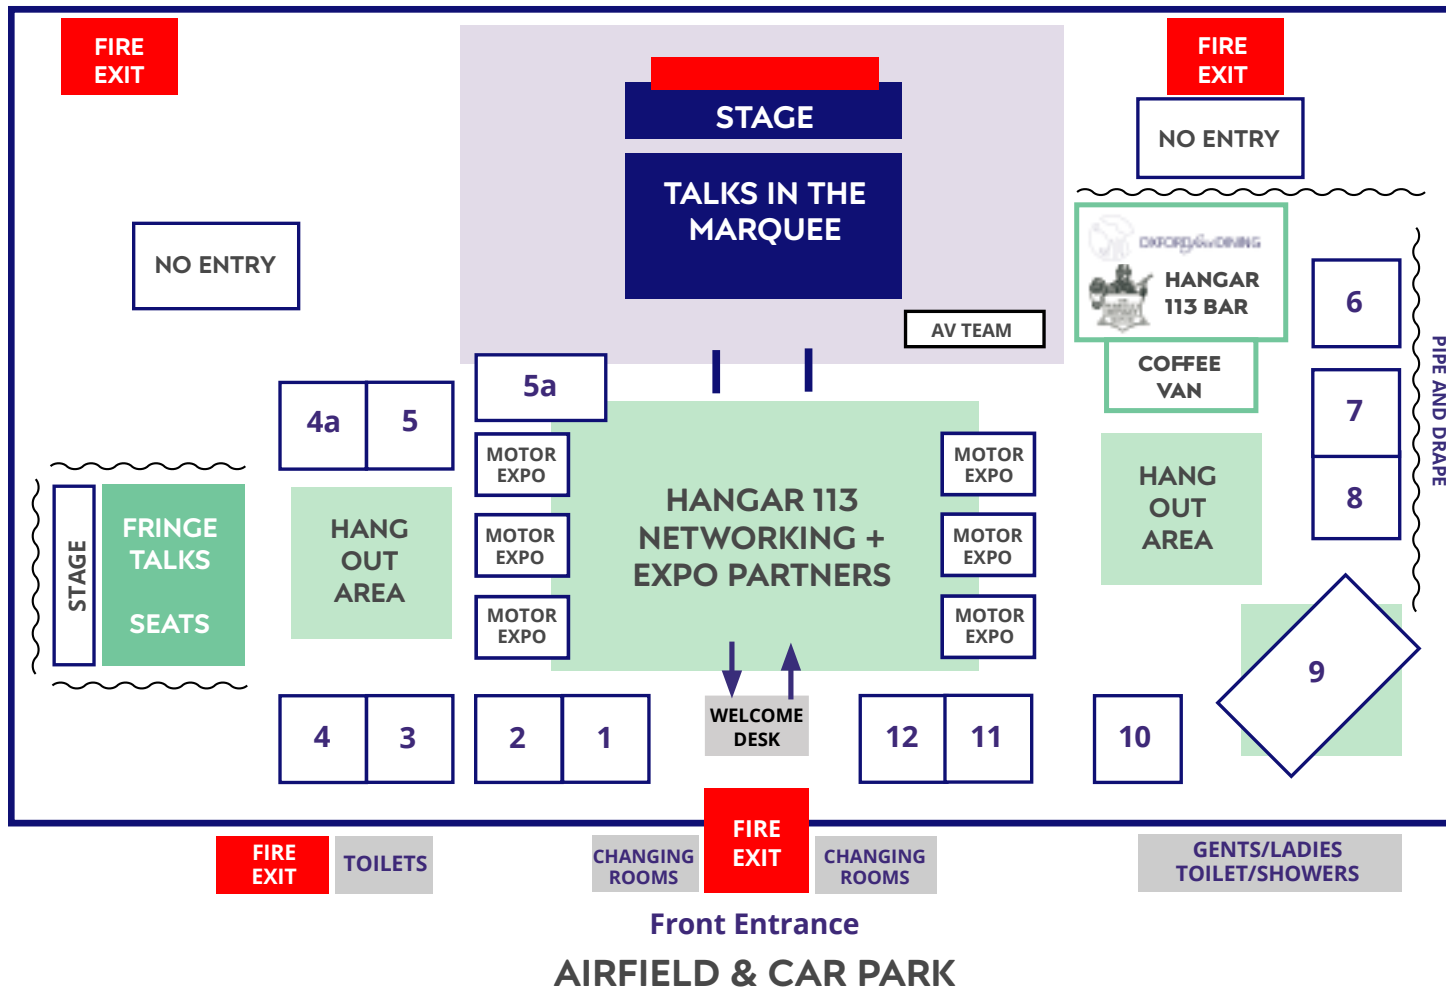 FIRE
EXIT
FIRE
EXIT
STAGE
NO ENTRY
TALKS IN THE
MARQUEE
NO ENTRY
HANGAR
113 BAR
AV TEAM
COFFEE
VAN
6
7
8
PIPE AND DRAPE
4a
5
5a
MOTOR
EXPO
MOTOR
EXPO
MOTOR
EXPO
HANGAR 113
NETWORKING +
EXPO PARTNERS
MOTOR
EXPO
MOTOR
EXPO
MOTOR
EXPO
HANG
OUT
AREA
STAGE
FRINGE
TALKS
SEATS
HANG
OUT
AREA
9
4
3
2
1
WELCOME
DESK
12
11
10
FIRE
EXIT
TOILETS
CHANGING
ROOMS
FIRE
EXIT
CHANGING
ROOMS
GENTS/LADIES
TOILET/SHOWERS
Front Entrance
AIRFIELD & CAR PARK